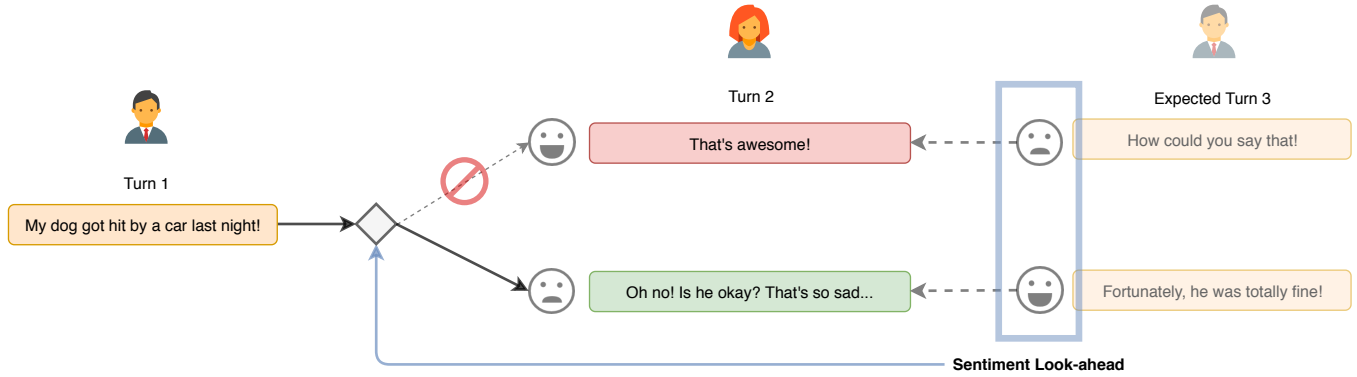 Turn 1
My dog got hit by a car last night!
Turn 2
That's awesome!
Oh no! Is he okay? That's so sad...
Expected Turn 3
How could you say that!
Fortunately, he was totally fine!
Sentiment Look-ahead